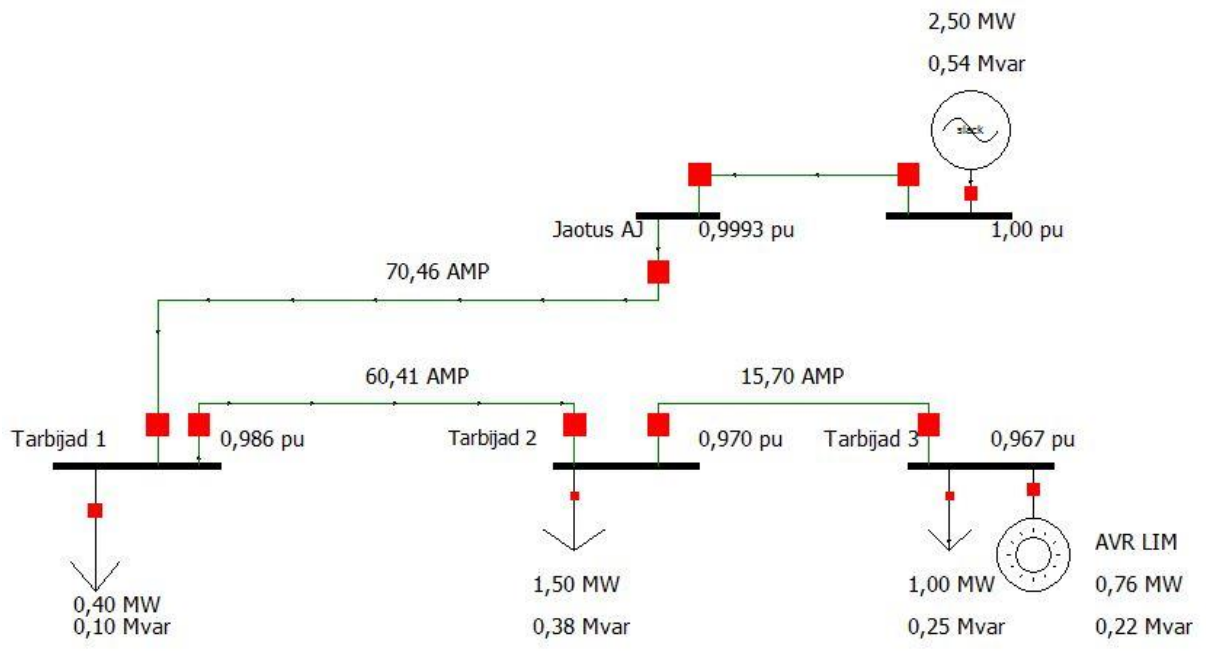 2,50 MW
0,54 Mvar
slack
Jaotus AJ
0,9993 pu
1,00 pu
70,46 AMP
60,41 AMP
15,70 AMP
Tarbijad 1
0,986 pu
Tarbijad 2
0,970 pu
Tarbijad 3
0,967 pu
0,40 MW
0,10 Mvar
1,50 MW
0,38 Mvar
1,00 MW
0,25 Mvar
AVR LIM
0,76 MW
0,22 Mvar